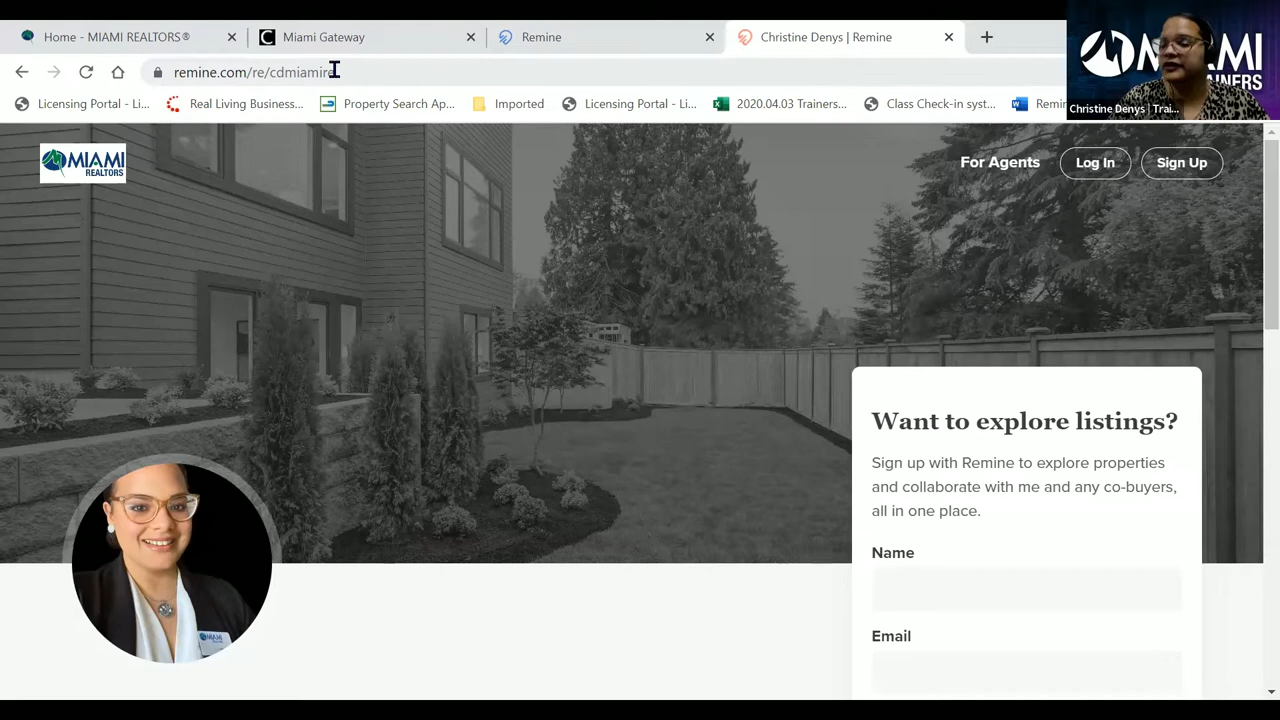 Home - MIAMI REALTORS®
Miami Gateway
Remine
Christine Denys | Remine
remine.com/re/cdmiamire
Licensing Portal - Li...
Real Living Business...
Property Search Ap...
Imported
Licensing Portal - Li...
2020.04.03 Trainers...
Class Check-in syst...
Christine Denys | Trai...
MIAMI
REALTORS
For Agents
Log In
Sign Up
Want to explore listings?
Sign up with Remine to explore properties
and collaborate with me and any co-buyers,
all in one place.
Name
Email